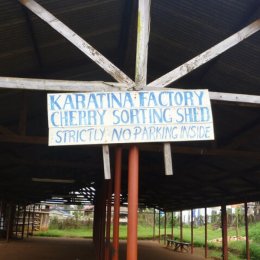 KARATINA FACTORY
CHERRY SORTING SHED
STRICTLY NO PARKING INSIDE